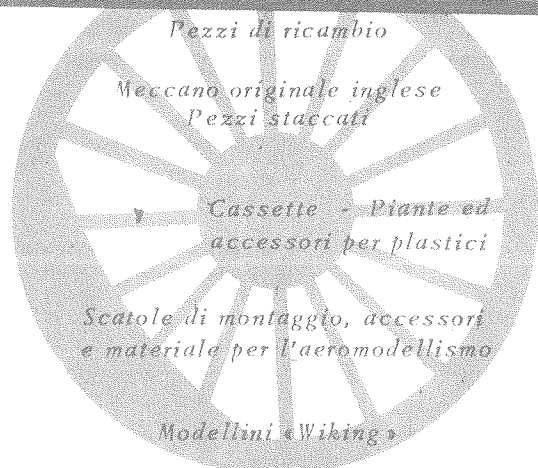 Pezzi di ricambio
Meccano originale inglese
Pezzi staccati
Cassette - Piante ed
accessori per plastici
Scatole di montaggio, accessori
e materiale per l'aeromodellismo
Modellini «Wiking»